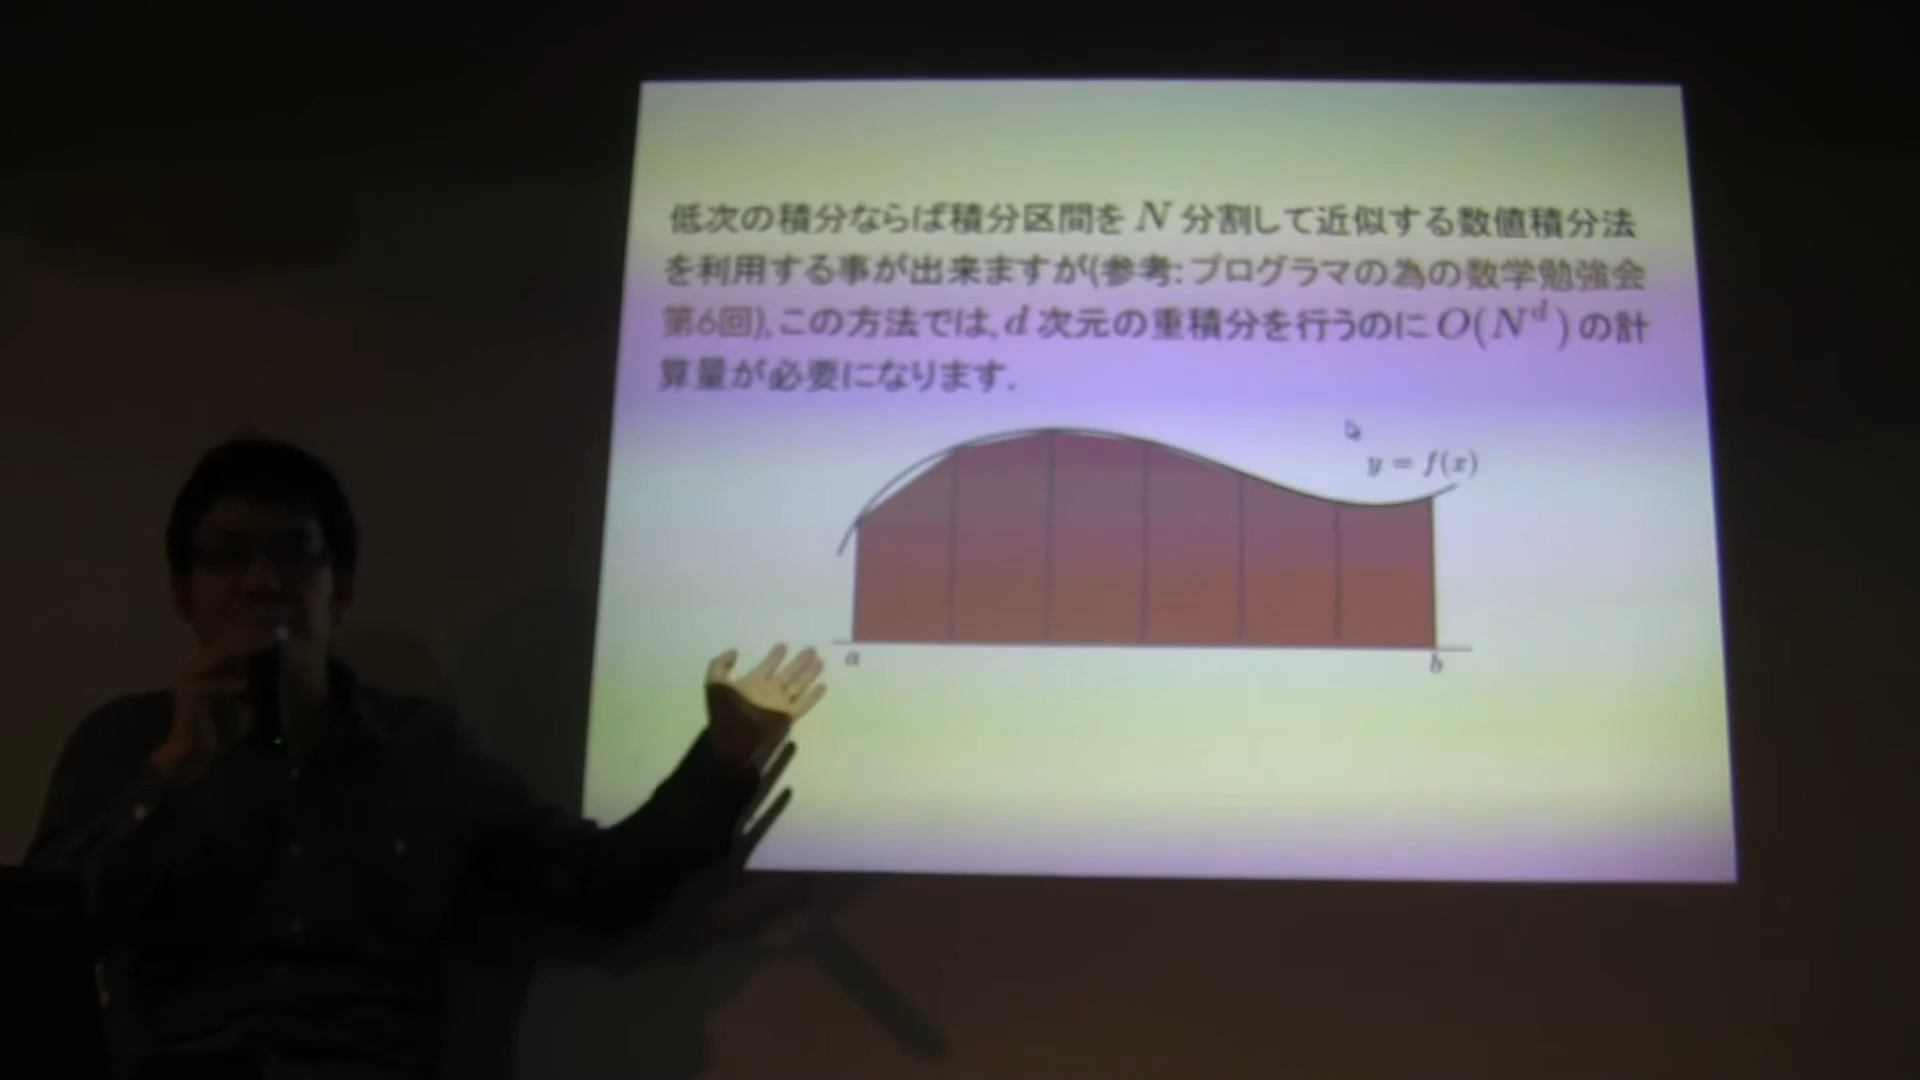 低次の積分ならば積分区間を N 分割して近似する数値積分法
を利用する事が出来ますが(参考: プログラマの為の数学勉強会
第6回), この方法では, d 次元の重積分を行うのに O(N^d) の計
算量が必要になります.
y = f(x)
a
b